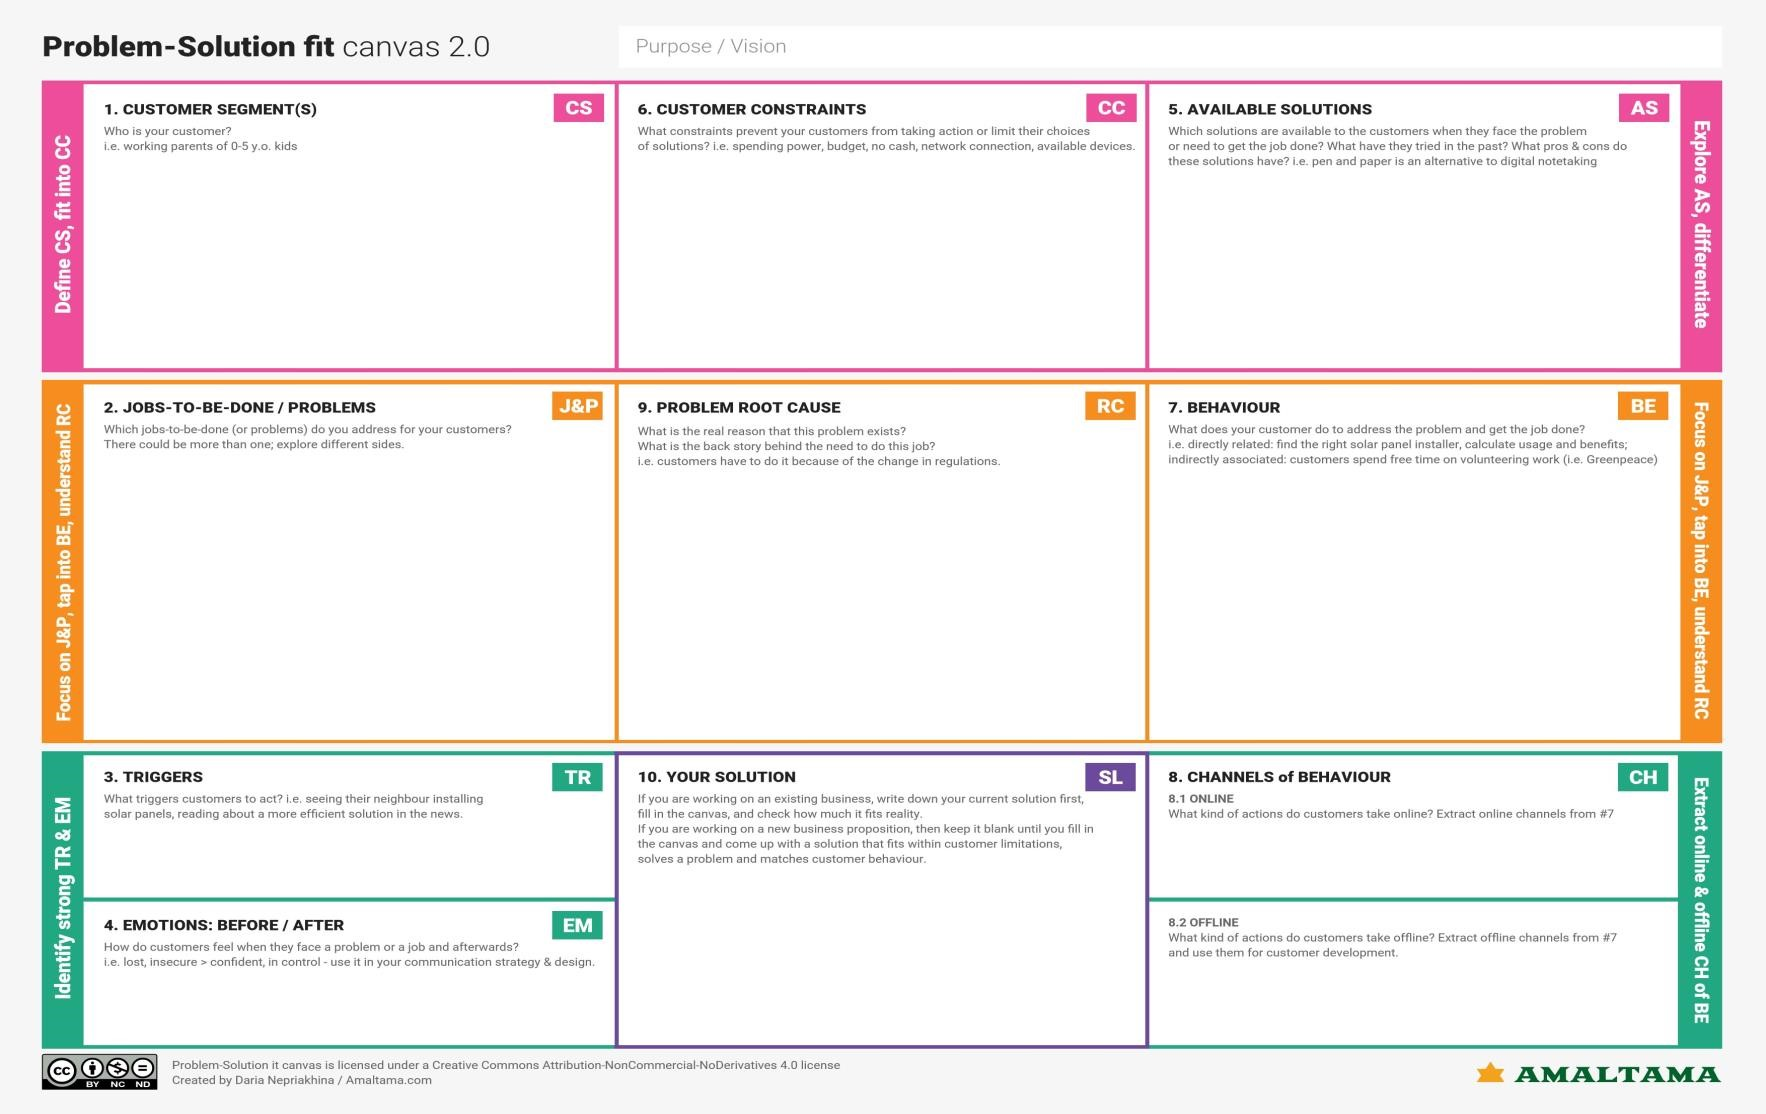 Problem-Solution fit canvas 2.0
Purpose / Vision
Define CS, fit into CC
1. CUSTOMER SEGMENT(S)
CS
Who is your customer?
i.e. working parents of 0-5 y.o. kids
6. CUSTOMER CONSTRAINTS
CC
What constraints prevent your customers from taking action or limit their choices
of solutions? i.e. spending power, budget, no cash, network connection, available devices.
5. AVAILABLE SOLUTIONS
AS
Which solutions are available to the customers when they face the problem
or need to get the job done? What have they tried in the past? What pros & cons do
these solutions have? i.e. pen and paper is an alternative to digital notetaking
Explore AS, differentiate
Focus on J&P, tap into BE, understand RC
2. JOBS-TO-BE-DONE / PROBLEMS
J&P
Which jobs-to-be-done (or problems) do you address for your customers?
There could be more than one; explore different sides.
9. PROBLEM ROOT CAUSE
RC
What is the real reason that this problem exists?
What is the back story behind the need to do this job?
i.e. customers have to do it because of the change in regulations.
7. BEHAVIOUR
BE
What does your customer do to address the problem and get the job done?
i.e. directly related: find the right solar panel installer, calculate usage and benefits;
indirectly associated: customers spend free time on volunteering work (i.e. Greenpeace)
Focus on J&P, tap into BE, understand RC
Identify strong TR & EM
3. TRIGGERS
TR
What triggers customers to act? i.e. seeing their neighbour installing
solar panels, reading about a more efficient solution in the news.
4. EMOTIONS: BEFORE / AFTER
EM
How do customers feel when they face a problem or a job and afterwards?
i.e. lost, insecure > confident, in control - use it in your communication strategy & design.
10. YOUR SOLUTION
SL
If you are working on an existing business, write down your current solution first,
fill in the canvas, and check how much it fits reality.
If you are working on a new business proposition, then keep it blank until you fill in
the canvas and come up with a solution that fits within customer limitations,
solves a problem and matches customer behaviour.
8. CHANNELS of BEHAVIOUR
CH
8.1 ONLINE
What kind of actions do customers take online? Extract online channels from #7
8.2 OFFLINE
What kind of actions do customers take offline? Extract offline channels from #7
and use them for customer development.
Extract online & offline CH of BE
cc
BY NC ND
Problem-Solution it canvas is licensed under a Creative Commons Attribution-NonCommercial-NoDerivatives 4.0 license
Created by Daria Nepriakhina / Amaltama.com
AMALTAMA